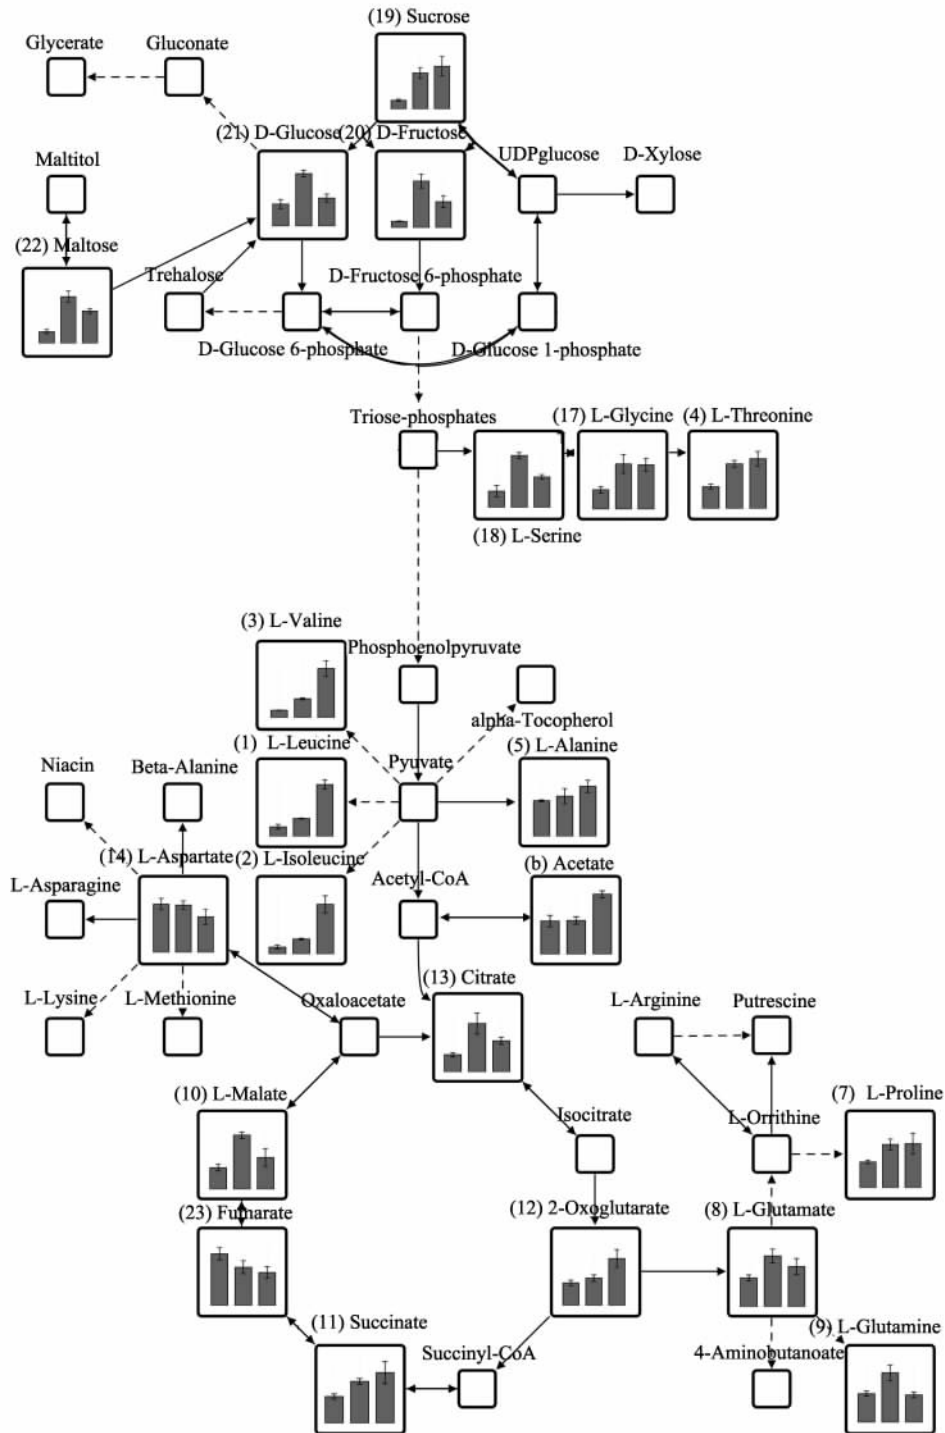 (19) Sucrose
Glycerate
Gluconate
(21) D-Glucose
(20) D-Fructose
UDPglucose
D-Xylose
Maltitol
(22) Maltose
Trehalose
D-Fructose 6-phosphate
D-Glucose 6-phosphate
D-Glucose 1-phosphate
Triose-phosphates
(17) L-Glycine
(4) L-Threonine
(18) L-Serine
(3) L-Valine
Phosphoenolpyruvate
alpha-Tocopherol
(1) L-Leucine
Pyuvate
(5) L-Alanine
Niacin
Beta-Alanine
(14) L-Aspartate
(2) L-Isoleucine
Acetyl-CoA
(b) Acetate
L-Asparagine
(13) Citrate
L-Lysine
L-Methionine
Oxaloacetate
L-Arginine
Putrescine
(10) L-Malate
Isocitrate
L-Orrithine
(7) L-Proline
(23) Fumarate
(12) 2-Oxoglutarate
(8) L-Glutamate
(11) Succinate
Succinyl-CoA
4-Aminobutanoate
(9) L-Glutamine